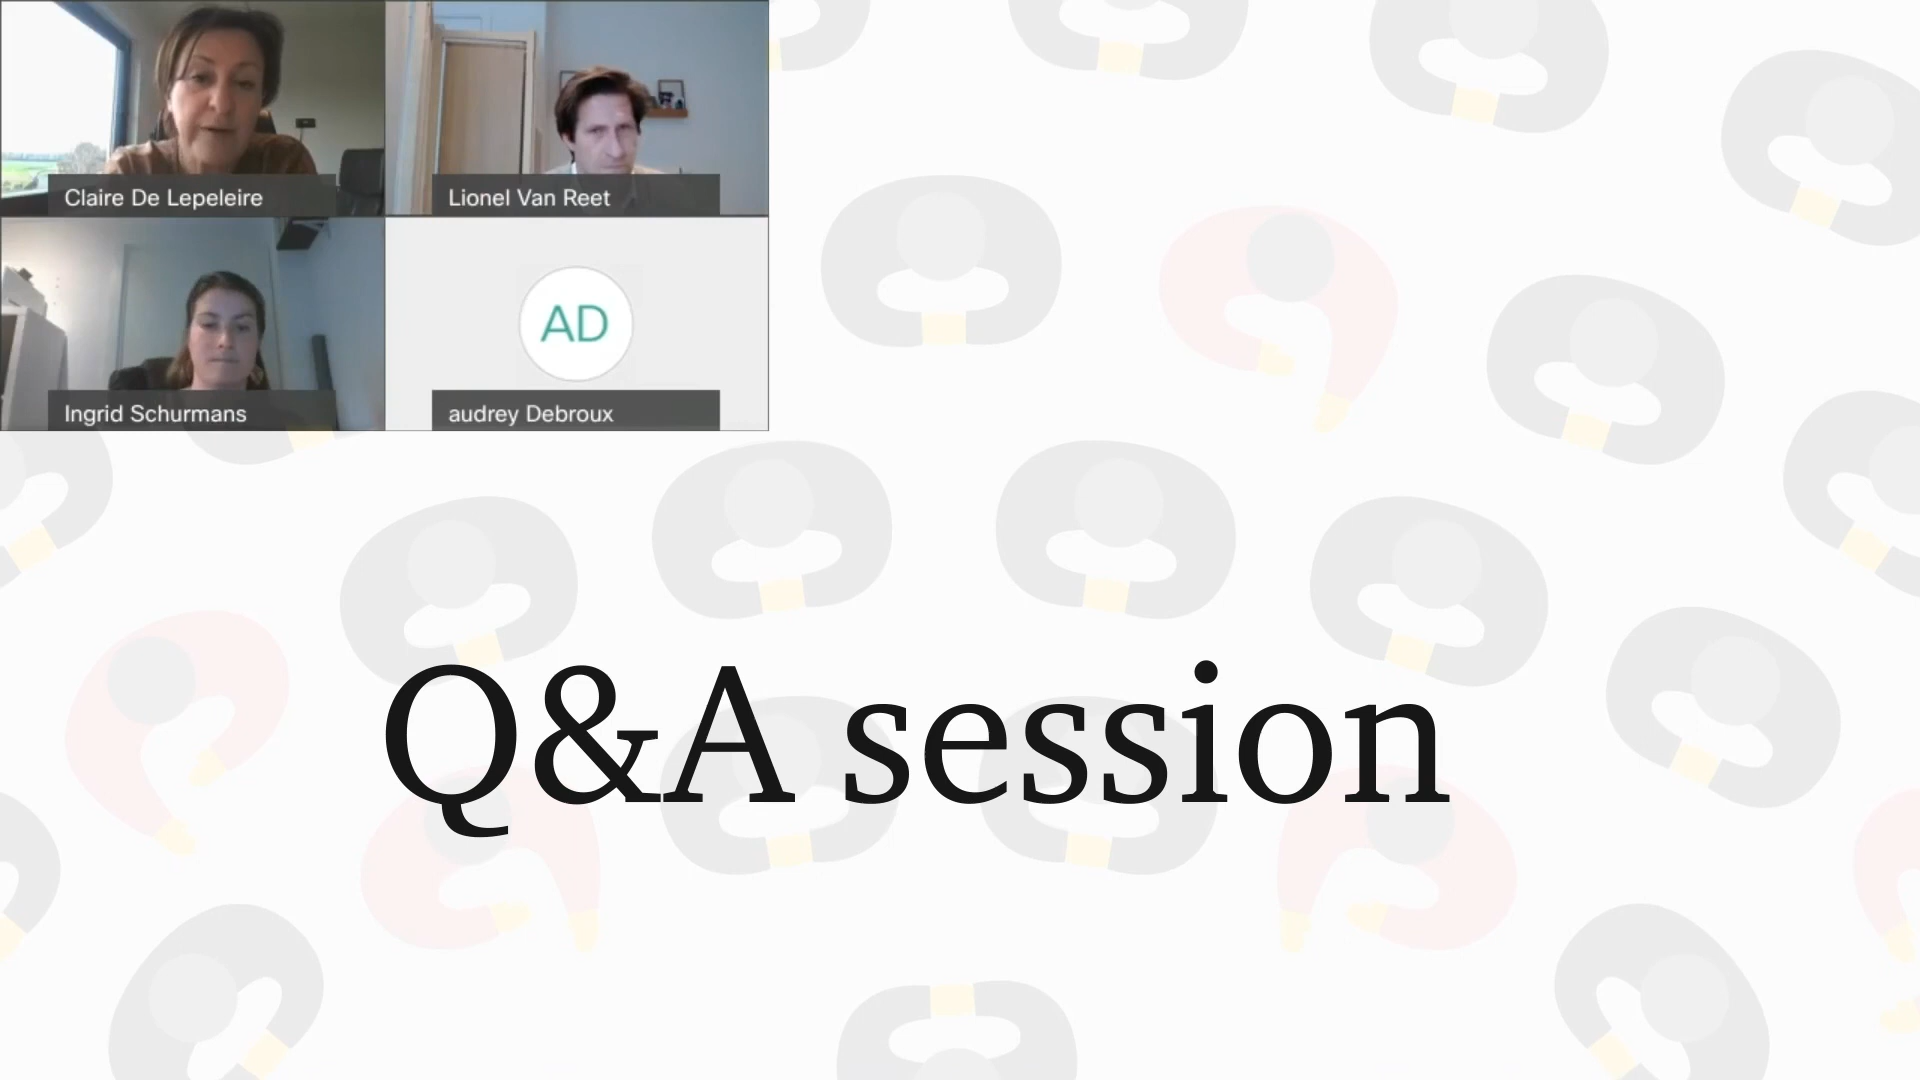 Claire De Lepeleire
Lionel Van Reet
Ingrid Schurmans
AD
audrey Debroux
Q&A session